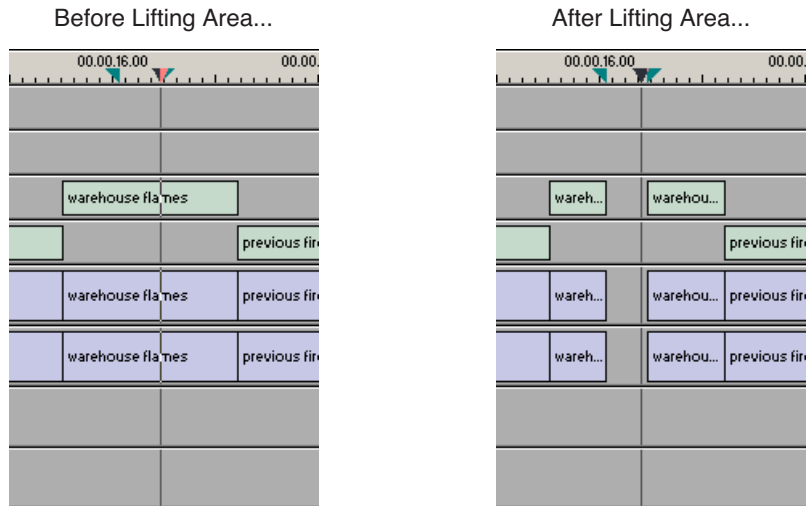 Before Lifting Area...
After Lifting Area...
00.00.16.00 00.00.
00.00.16.00 00.00.
warehouse flames
wareh... warehou...
previous fir
previous fir
warehouse flames previous fir
wareh... warehou... previous fir
warehouse flames previous fir
wareh... warehou... previous fir